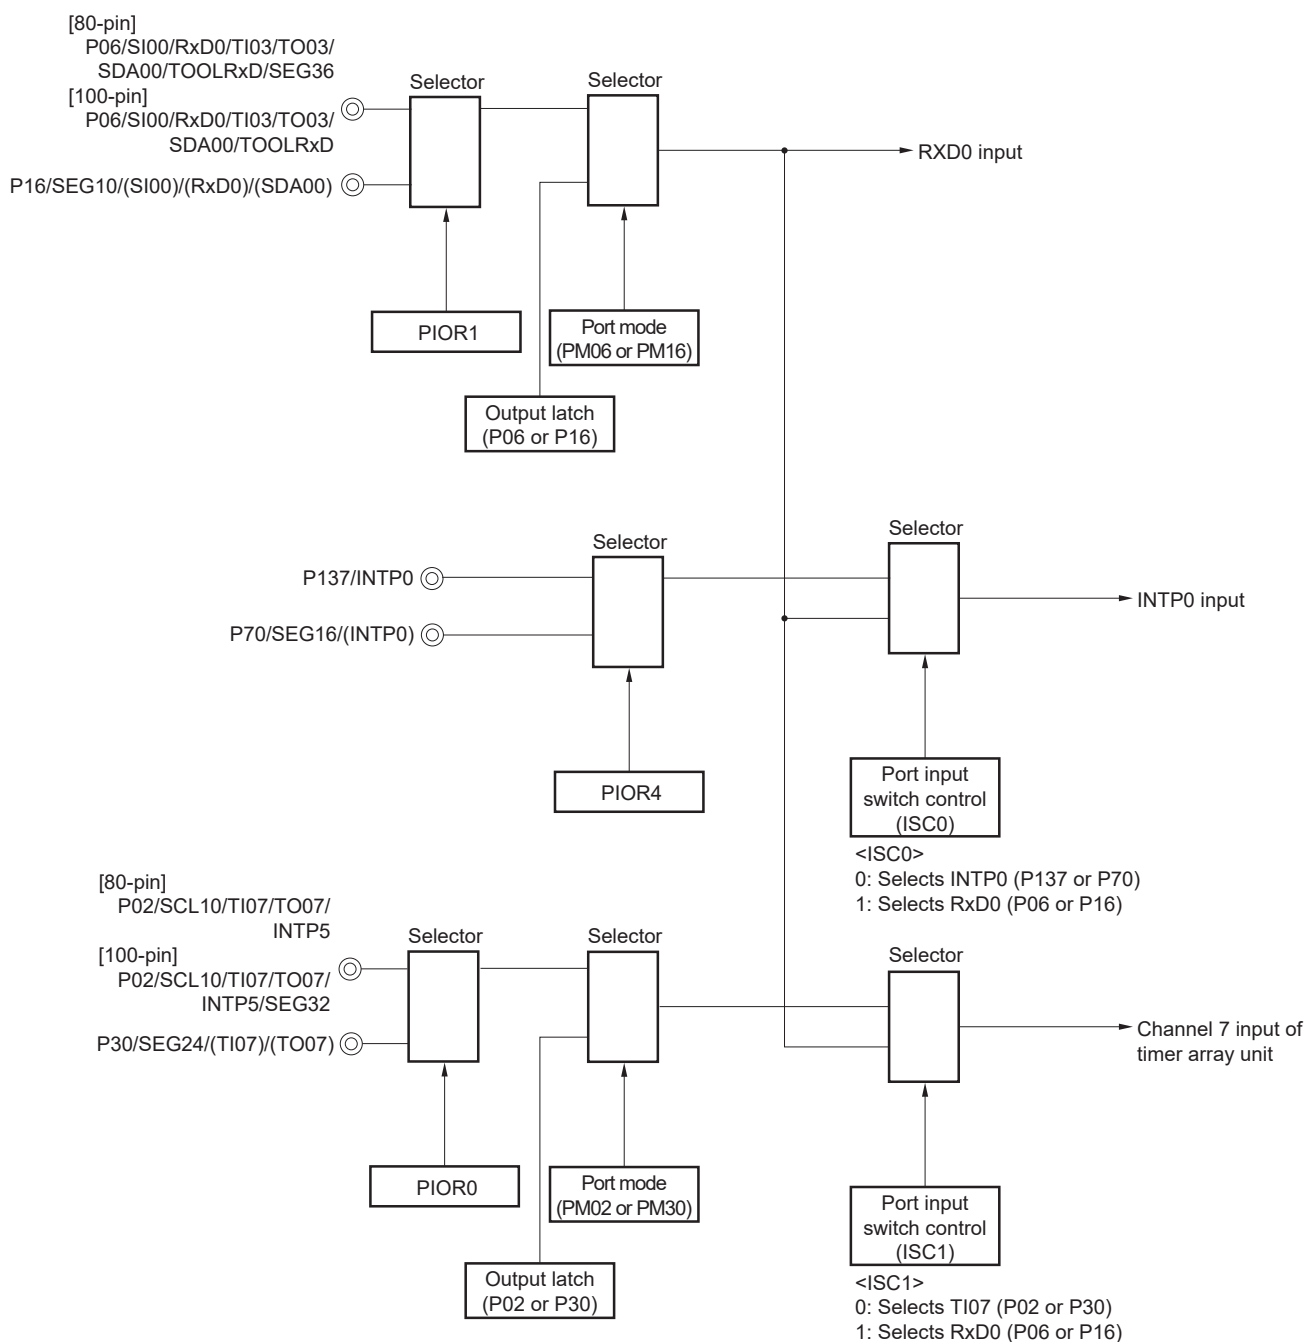 [80-pin]
P06/SI00/RxD0/TI03/TO03/
SDA00/TOOLRxD/SEG36
[100-pin]
P06/SI00/RxD0/TI03/TO03/
SDA00/TOOLRxD
P16/SEG10/(SI00)/(RxD0)/(SDA00)
Selector
Selector
RXD0 input
PIOR1
Port mode
(PM06 or PM16)
Output latch
(P06 or P16)
Selector
Selector
P137/INTP0
P70/SEG16/(INTP0)
INTP0 input
PIOR4
Port input
switch control
(ISC0)
<ISC0>
0: Selects INTP0 (P137 or P70)
1: Selects RxD0 (P06 or P16)
[80-pin]
P02/SCL10/TI07/TO07/
INTP5
[100-pin]
P02/SCL10/TI07/TO07/
INTP5/SEG32
P30/SEG24/(TI07)/(TO07)
Selector
Selector
Selector
Channel 7 input of
timer array unit
PIOR0
Port mode
(PM02 or PM30)
Output latch
(P02 or P30)
Port input
switch control
(ISC1)
<ISC1>
0: Selects TI07 (P02 or P30)
1: Selects RxD0 (P06 or P16)